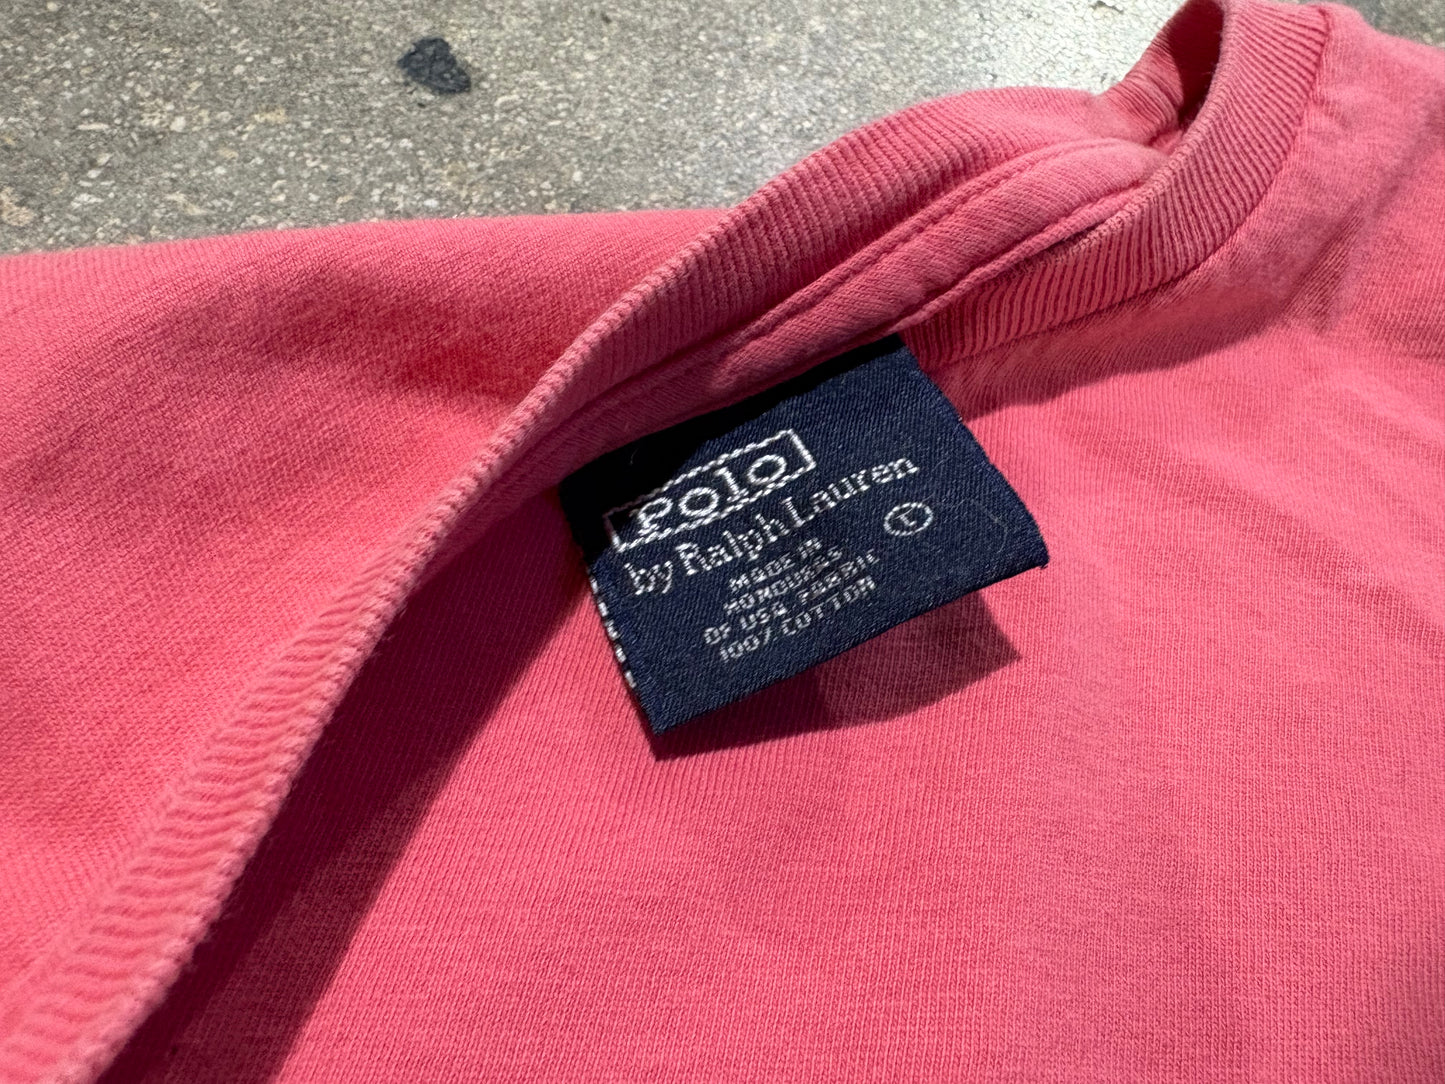 Polo
by Ralph Lauren
L
MADE IN
HONDURAS
OF USA FABRIC
100% COTTON